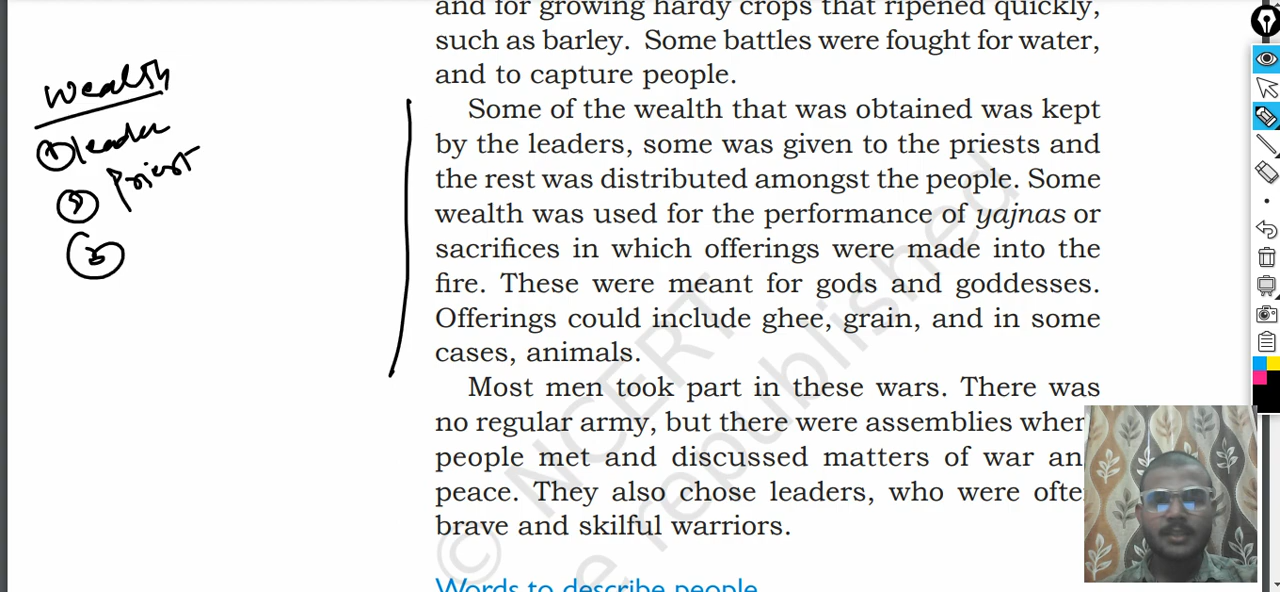 and for growing hardy crops that ripened quickly,
such as barley. Some battles were fought for water,
and to capture people.
Some of the wealth that was obtained was kept
by the leaders, some was given to the priests and
the rest was distributed amongst the people. Some
wealth was used for the performance of yajnas or
sacrifices in which offerings were made into the
fire. These were meant for gods and goddesses.
Offerings could include ghee, grain, and in some
cases, animals.
Most men took part in these wars. There was
no regular army, but there were assemblies wher
people met and discussed matters of war an
peace. They also chose leaders, who were ofte
brave and skilful warriors.
Words to describe people
Wealth
1 leader
2 Priest
3
© NCERT
e republished